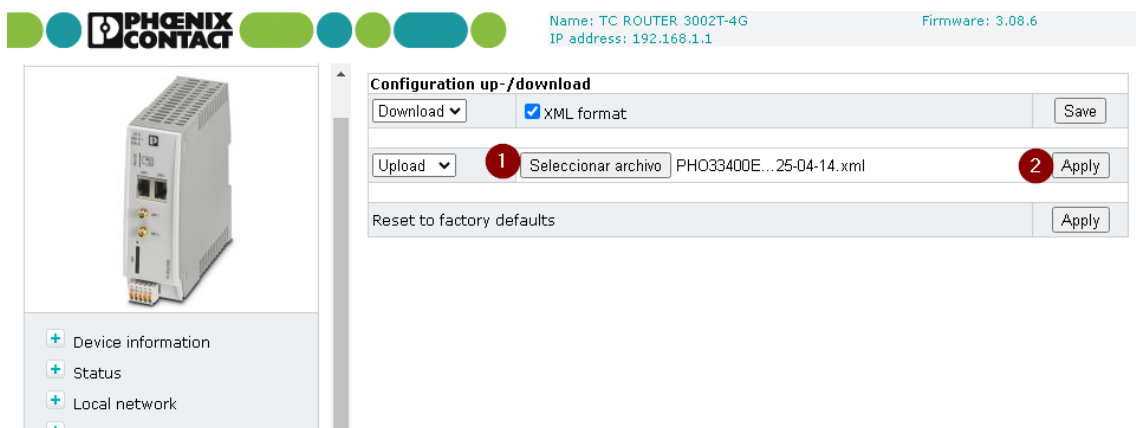 PHŒNIX
CONTACT
Name: TC ROUTER 3002T-4G
IP address: 192.168.1.1
Firmware: 3.08.6
Configuration up-/download
Download XML format Save
Upload 1 Seleccionar archivo PHO33400E...25-04-14.xml 2 Apply
Reset to factory defaults Apply
Device information
Status
Local network